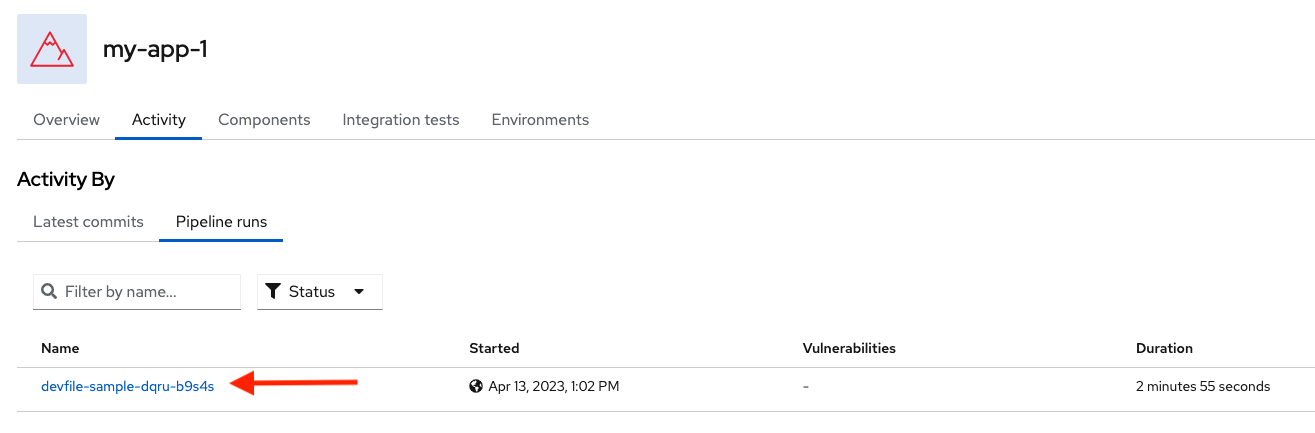 my-app-1
Overview Activity Components Integration tests Environments
Activity By
Latest commits Pipeline runs
Filter by name... Status
Name Started Vulnerabilities Duration
devfile-sample-dqru-b9s4s Apr 13, 2023, 1:02 PM - 2 minutes 55 seconds